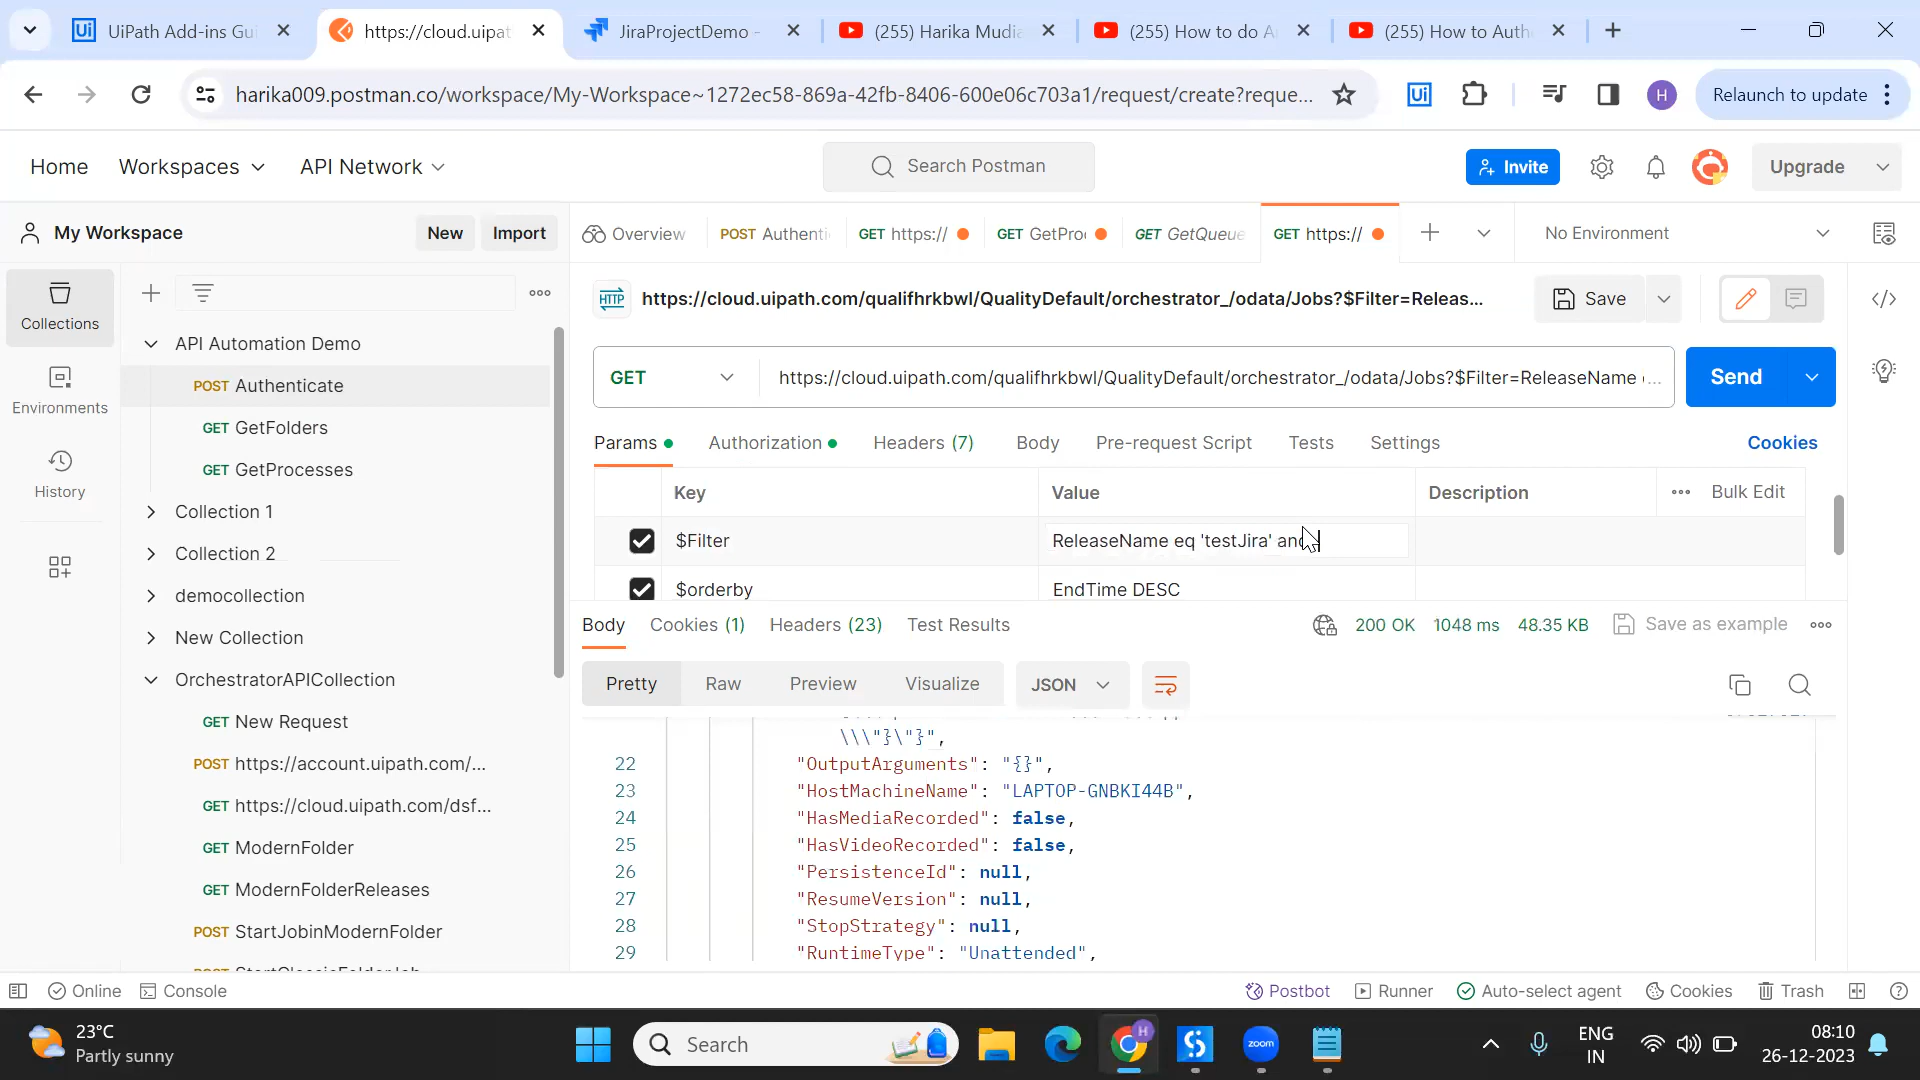 UiPath Add-ins Gui
https://cloud.uipat
JiraProjectDemo -
(255) Harika Mudia
(255) How to do A
(255) How to Auth
harika009.postman.co/workspace/My-Workspace~1272ec58-869a-42fb-8406-600e06c703a1/request/create?reque...
Ui
H
Relaunch to update
Home
Workspaces
API Network
Search Postman
Invite
Upgrade
My Workspace
New
Import
Overview
POST Authenti
GET https://
GET GetPro
GET GetQueue
GET https://
No Environment
Collections
Environments
History
API Automation Demo
POST Authenticate
GET GetFolders
GET GetProcesses
Collection 1
Collection 2
democollection
New Collection
OrchestratorAPICollection
GET New Request
POST https://account.uipath.com/...
GET https://cloud.uipath.com/dsf...
GET ModernFolder
GET ModernFolderReleases
POST StartJobinModernFolder
HTTP
https://cloud.uipath.com/qualifhrkbwl/QualityDefault/orchestrator_/odata/Jobs?$Filter=Releas...
Save
GET
https://cloud.uipath.com/qualifhrkbwl/QualityDefault/orchestrator_/odata/Jobs?$Filter=ReleaseName
Send
Params
Authorization
Headers (7)
Body
Pre-request Script
Tests
Settings
Cookies
Key
Value
Description
Bulk Edit
$Filter
ReleaseName eq 'testJira' and
$orderby
EndTime DESC
Body
Cookies (1)
Headers (23)
Test Results
200 OK
1048 ms
48.35 KB
Save as example
Pretty
Raw
Preview
Visualize
JSON
\\\"}\"}",
22 "OutputArguments": "{}",
23 "HostMachineName": "LAPTOP-GNBKI44B",
24 "HasMediaRecorded": false,
25 "HasVideoRecorded": false,
26 "PersistenceId": null,
27 "ResumeVersion": null,
28 "StopStrategy": null,
29 "RuntimeType": "Unattended",
Online
Console
Postbot
Runner
Auto-select agent
Cookies
Trash
23°C
Partly sunny
Search
zoom
ENG
IN
08:10
26-12-2023